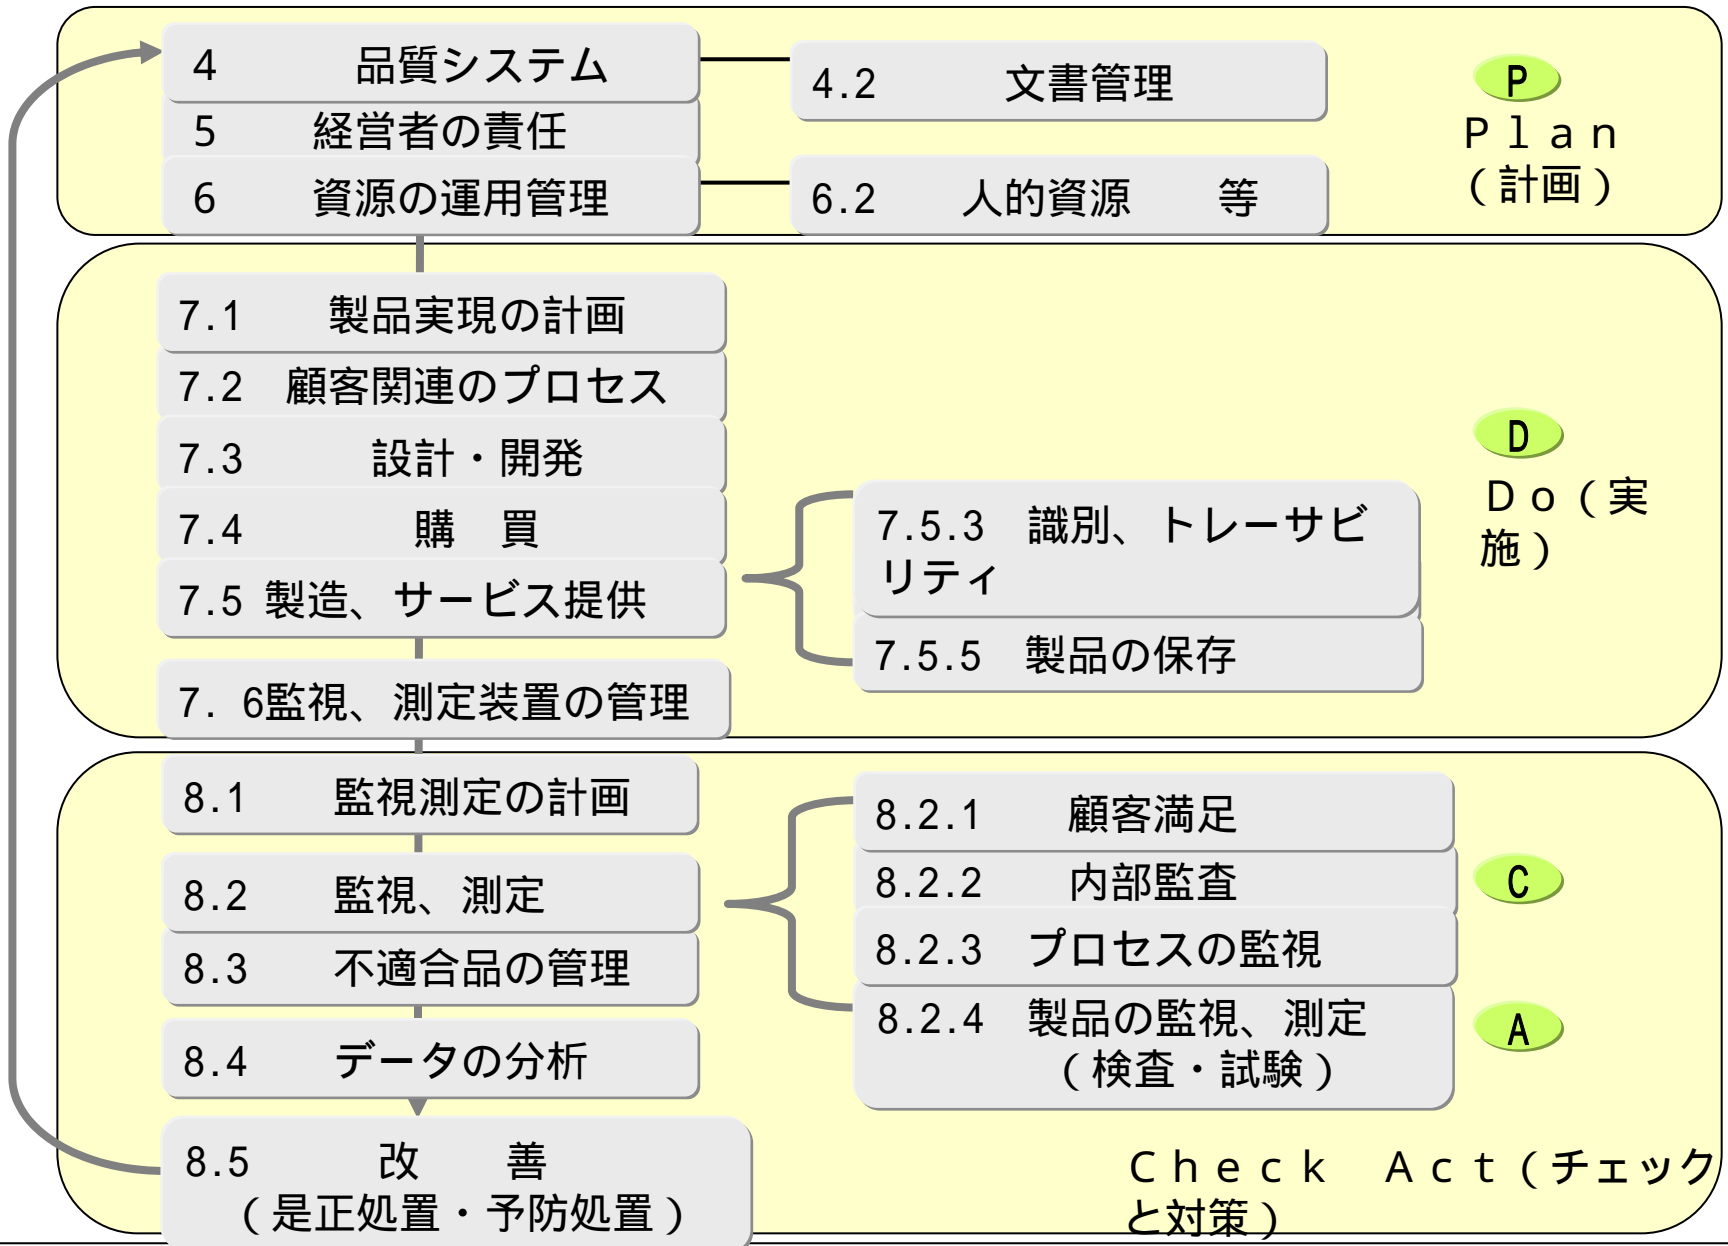 4　品質システム
4.2　文書管理
5　経営者の責任
6　資源の運用管理
6.2　人的資源　等
P
Ｐｌａｎ
（計画）
7.1　製品実現の計画
7.2　顧客関連のプロセス
7.3　設計・開発
7.4　購　買
7.5 製造、サービス提供
7.5.3　識別、トレーサビ
リティ
7.5.5　製品の保存
7. 6監視、測定装置の管理
D
Ｄｏ（実
施）
8.1　監視測定の計画
8.2　監視、測定
8.3　不適合品の管理
8.4　データの分析
8.5　改　善
（是正処置・予防処置）
8.2.1　顧客満足
8.2.2　内部監査
8.2.3　プロセスの監視
8.2.4　製品の監視、測定
（検査・試験）
C
A
Ｃｈｅｃｋ　Ａｃｔ（チェック
と対策）